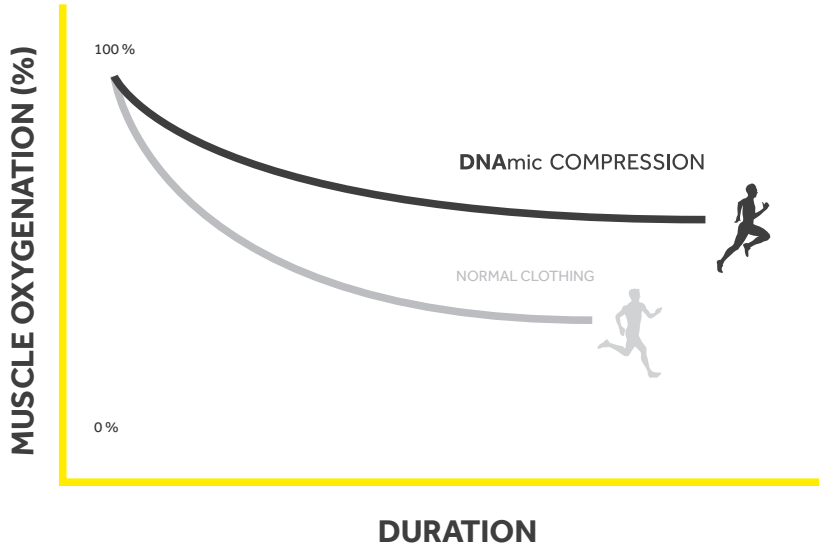 MUSCLE OXYGENATION (%)
100 %
DNAmic COMPRESSION
NORMAL CLOTHING
0 %
DURATION